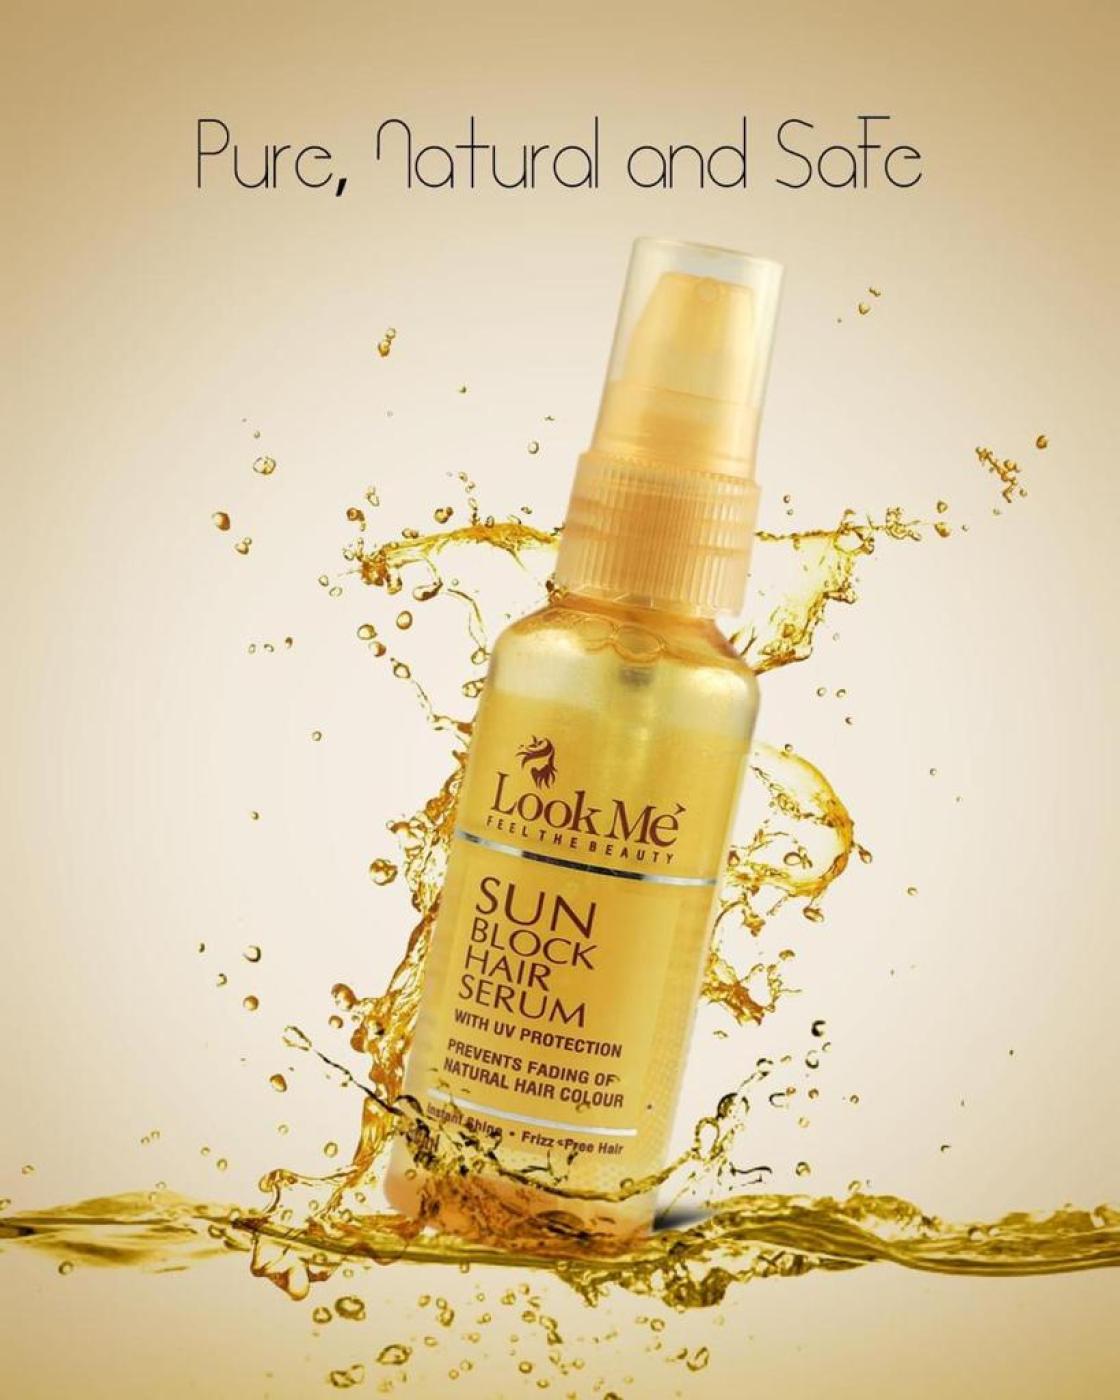 Pure, Natural and Safe
Look Mé
FEEL THE BEAUTY
SUN
BLOCK
HAIR
SERUM
WITH UV PROTECTION
PREVENTS FADING OF
NATURAL HAIR COLOUR
Instant Shine • Frizz-Free Hair